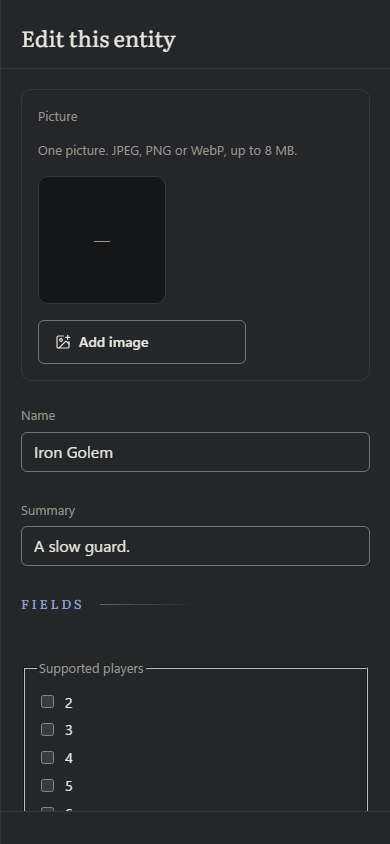 Edit this entity
Picture
One picture. JPEG, PNG or WebP, up to 8 MB.
—
Add image
Name
Iron Golem
Summary
A slow guard.
FIELDS
Supported players
2
3
4
5